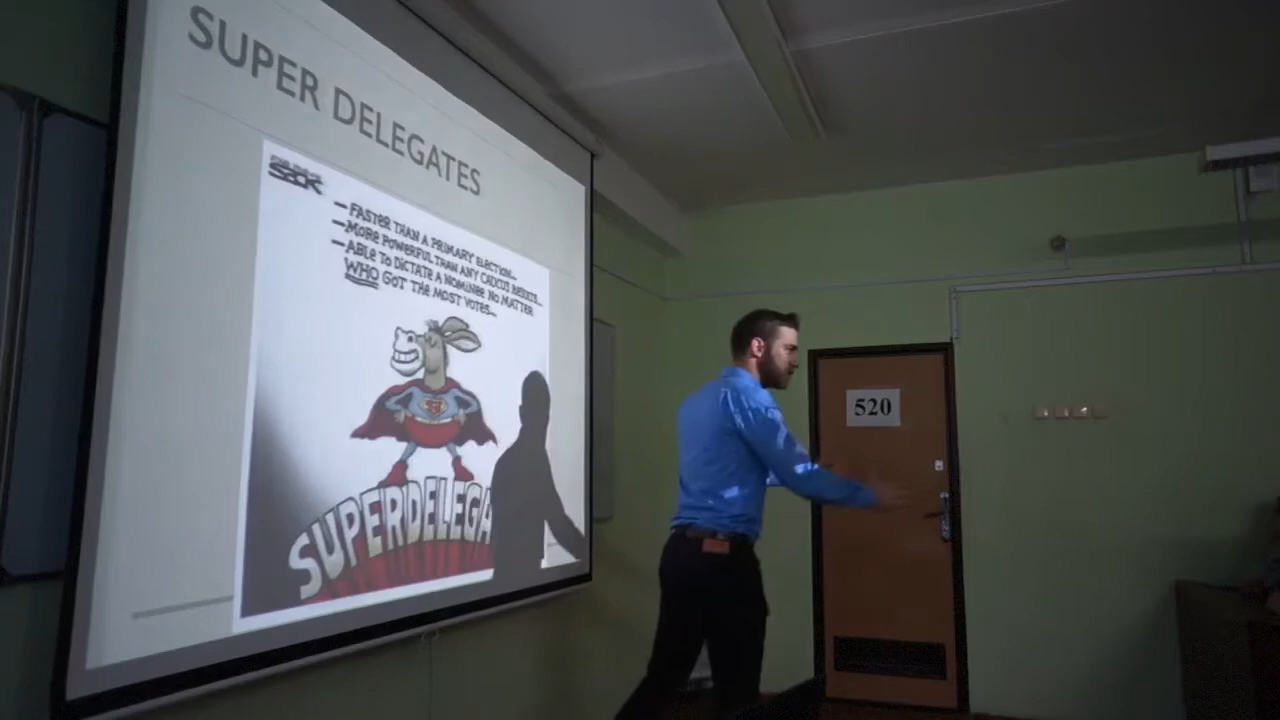 SUPER DELEGATES
SACK
–FASTER THAN A PRIMARY ELECTION...
–MORE POWERFUL THAN ANY CAUCUS RESULTS...
–ABLE TO DICTATE A NOMINEE NO MATTER
WHO GOT THE MOST VOTES...
SUPERDELEGA
520